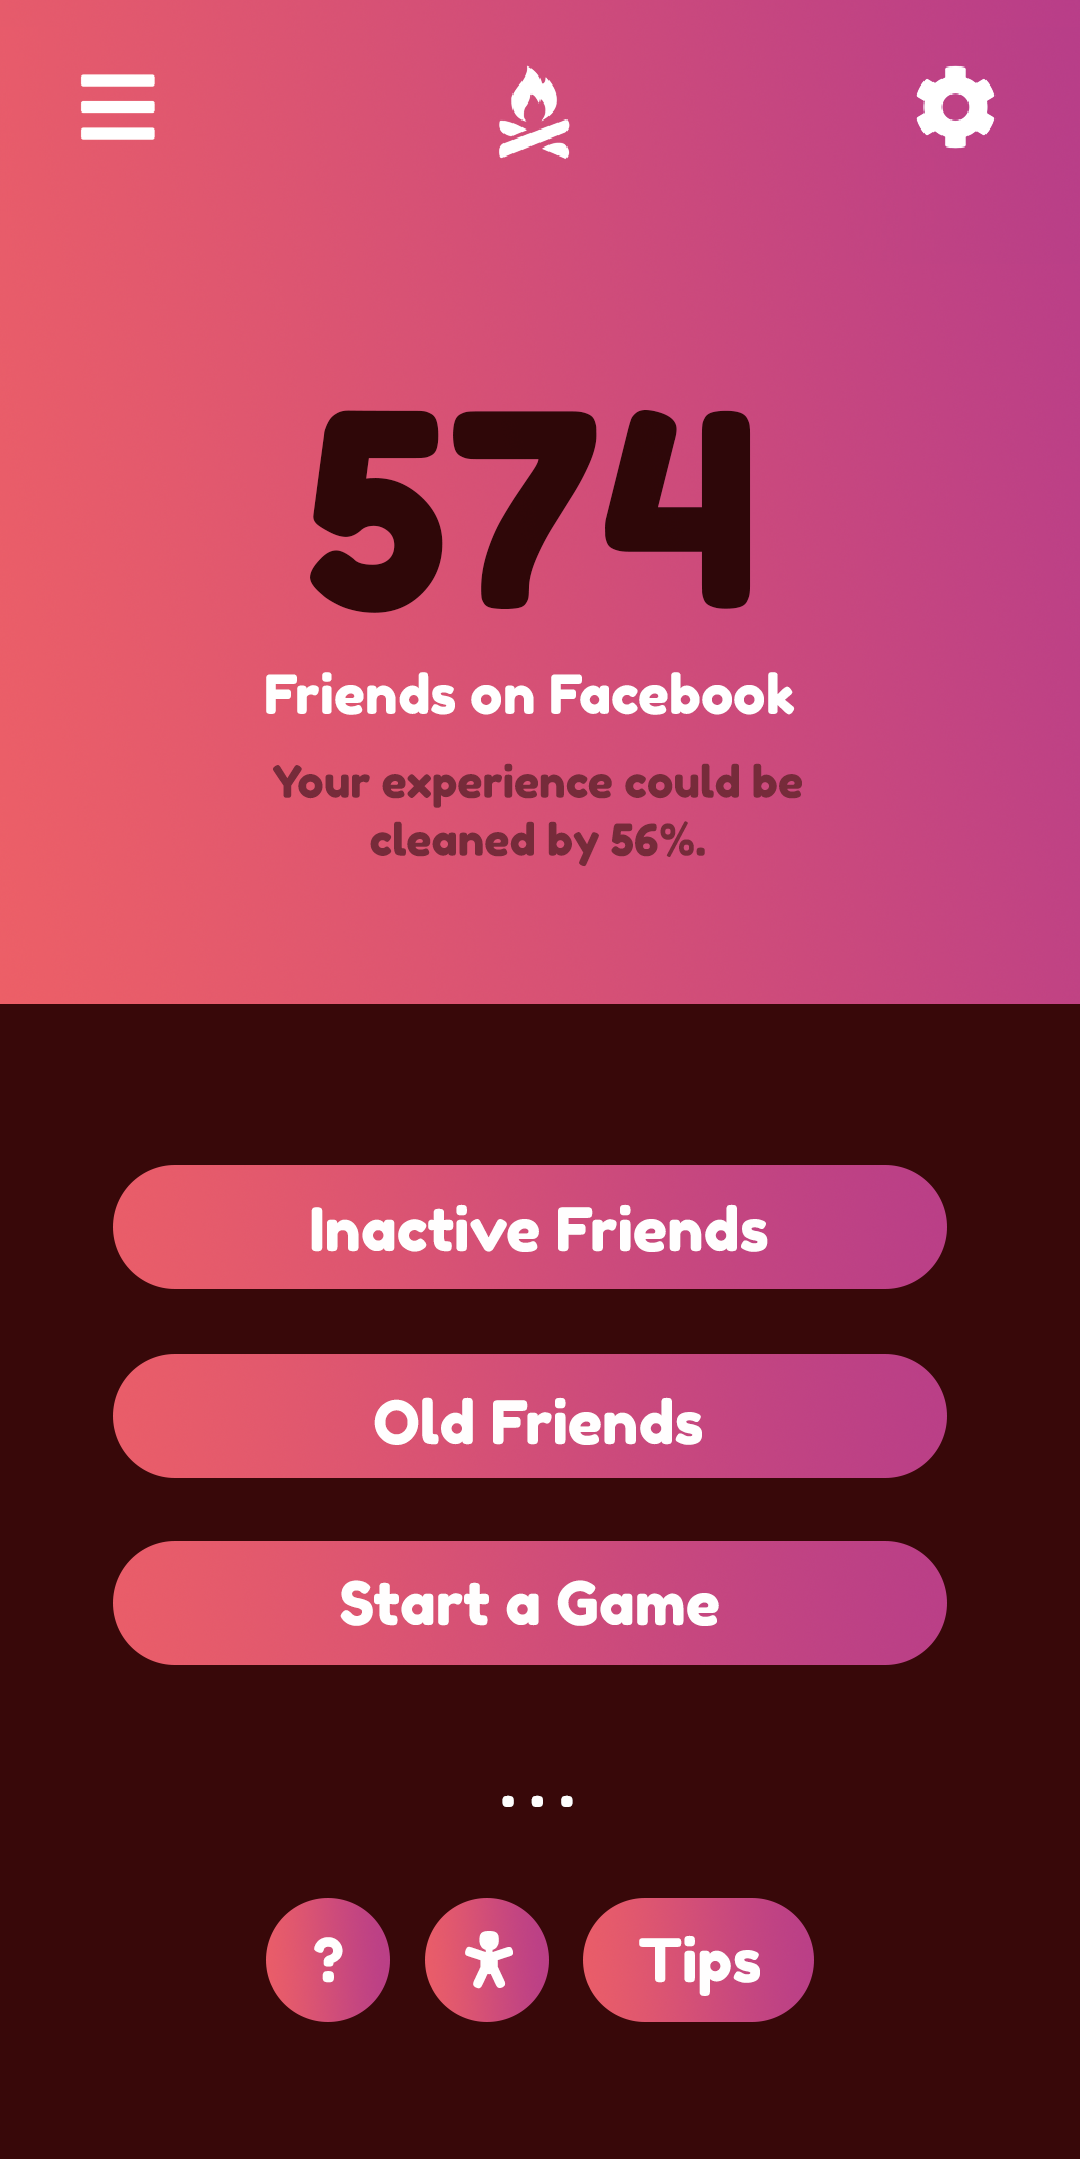 574
Friends on Facebook
Your experience could be
cleaned by 56%.
Inactive Friends
Old Friends
Start a Game
...
?
Tips